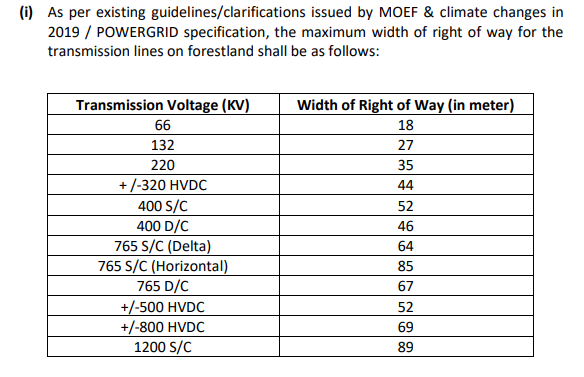 (i) As per existing guidelines/clarifications issued by MOEF & climate changes in
2019 / POWERGRID specification, the maximum width of right of way for the
transmission lines on forestland shall be as follows:
Transmission Voltage (KV) Width of Right of Way (in meter)
66 18
132 27
220 35
+/-320 HVDC 44
400 S/C 52
400 D/C 46
765 S/C (Delta) 64
765 S/C (Horizontal) 85
765 D/C 67
+/-500 HVDC 52
+/-800 HVDC 69
1200 S/C 89